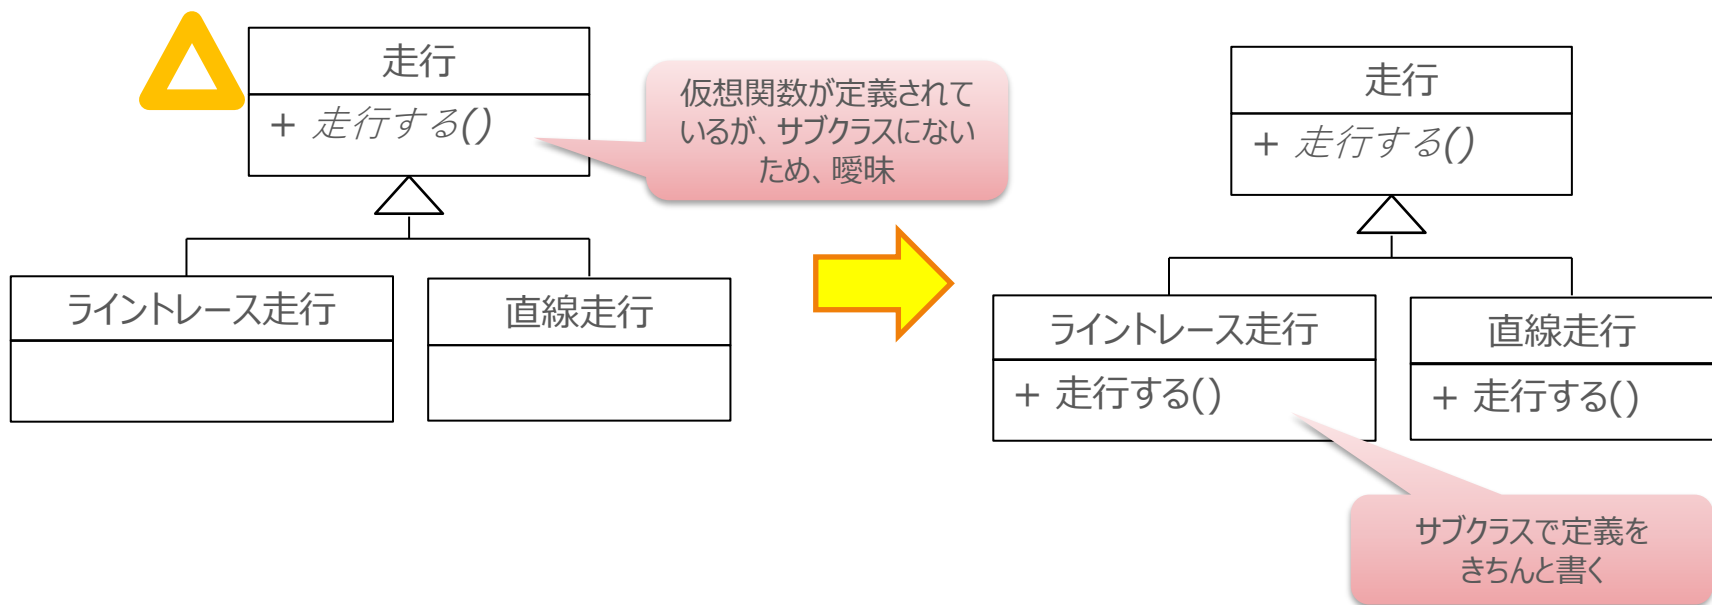 走行
+ 走行する()
仮想関数が定義されて
いるが、サブクラスにない
ため、曖昧
ライントレース走行
直線走行
走行
+ 走行する()
ライントレース走行
+ 走行する()
直線走行
+ 走行する()
サブクラスで定義を
きちんと書く